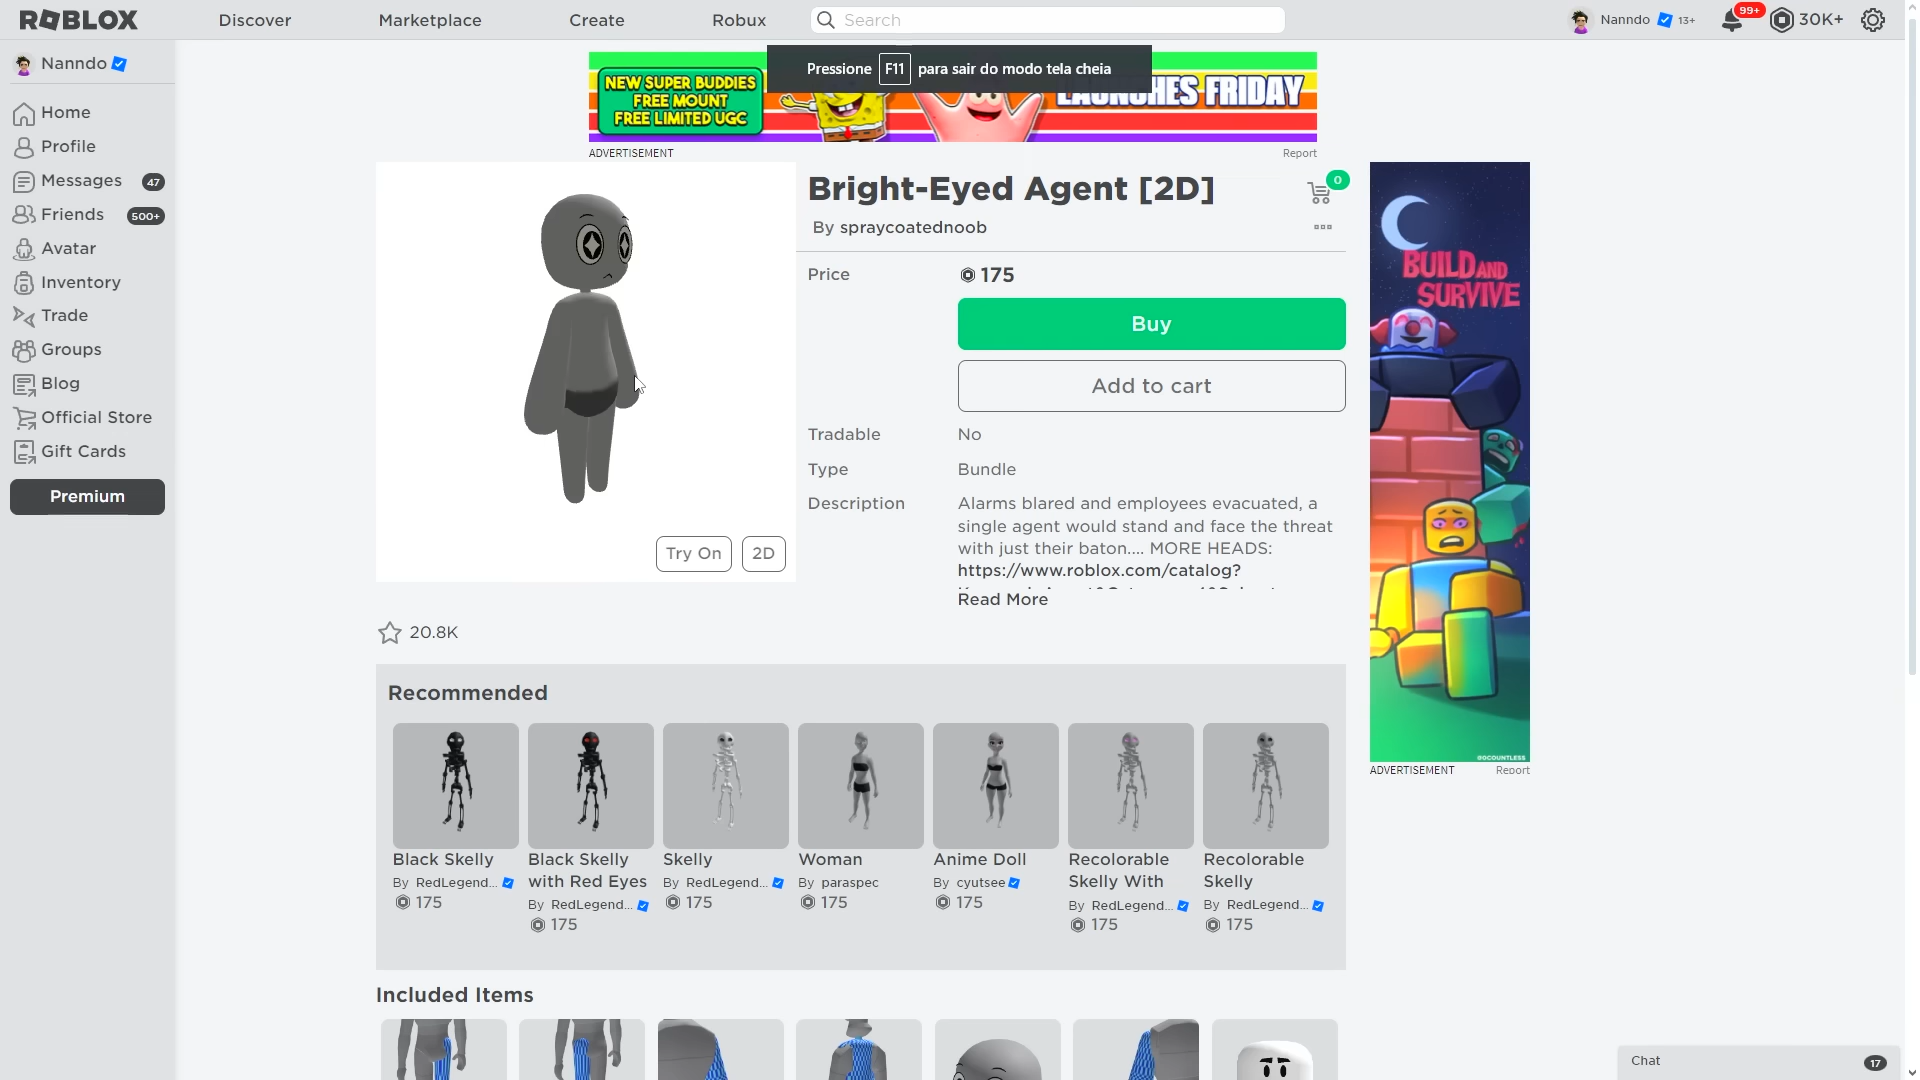 ROBLOX
Discover
Marketplace
Create
Robux
Search
Nanndo
13+
99+
30K+
Nanndo
Home
Profile
Messages
47
Friends
500+
Avatar
Inventory
Trade
Groups
Blog
Official Store
Gift Cards
Premium
Pressione F11 para sair do modo tela cheia
NEW SUPER BUDDIES
FREE MOUNT
FREE LIMITED UGC
LAUNCHES FRIDAY
ADVERTISEMENT
Report
Bright-Eyed Agent [2D]
0
By spraycoatednoob
Price
175
Buy
Add to cart
Tradable
No
Type
Bundle
Description
Alarms blared and employees evacuated, a
single agent would stand and face the threat
with just their baton.... MORE HEADS:
https://www.roblox.com/catalog?
Read More
Try On
2D
20.8K
BUILD AND
SURVIVE
@0COUNTLESS
ADVERTISEMENT
Report
Recommended
Black Skelly
By RedLegend...
175
Black Skelly
with Red Eyes
By RedLegend...
175
Skelly
By RedLegend...
175
Woman
By paraspec
175
Anime Doll
By cyutsee
175
Recolorable
Skelly With
By RedLegend...
175
Recolorable
Skelly
By RedLegend...
175
Included Items
Chat
17